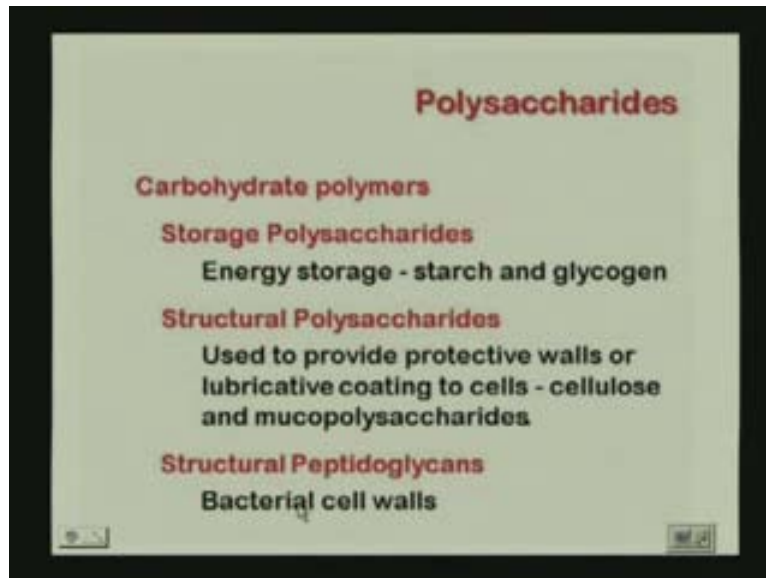 Polysaccharides
Carbohydrate polymers
Storage Polysaccharides
Energy storage - starch and glycogen
Structural Polysaccharides
Used to provide protective walls or
lubricative coating to cells - cellulose
and mucopolysaccharides.
Structural Peptidoglycans
Bacterial cell walls